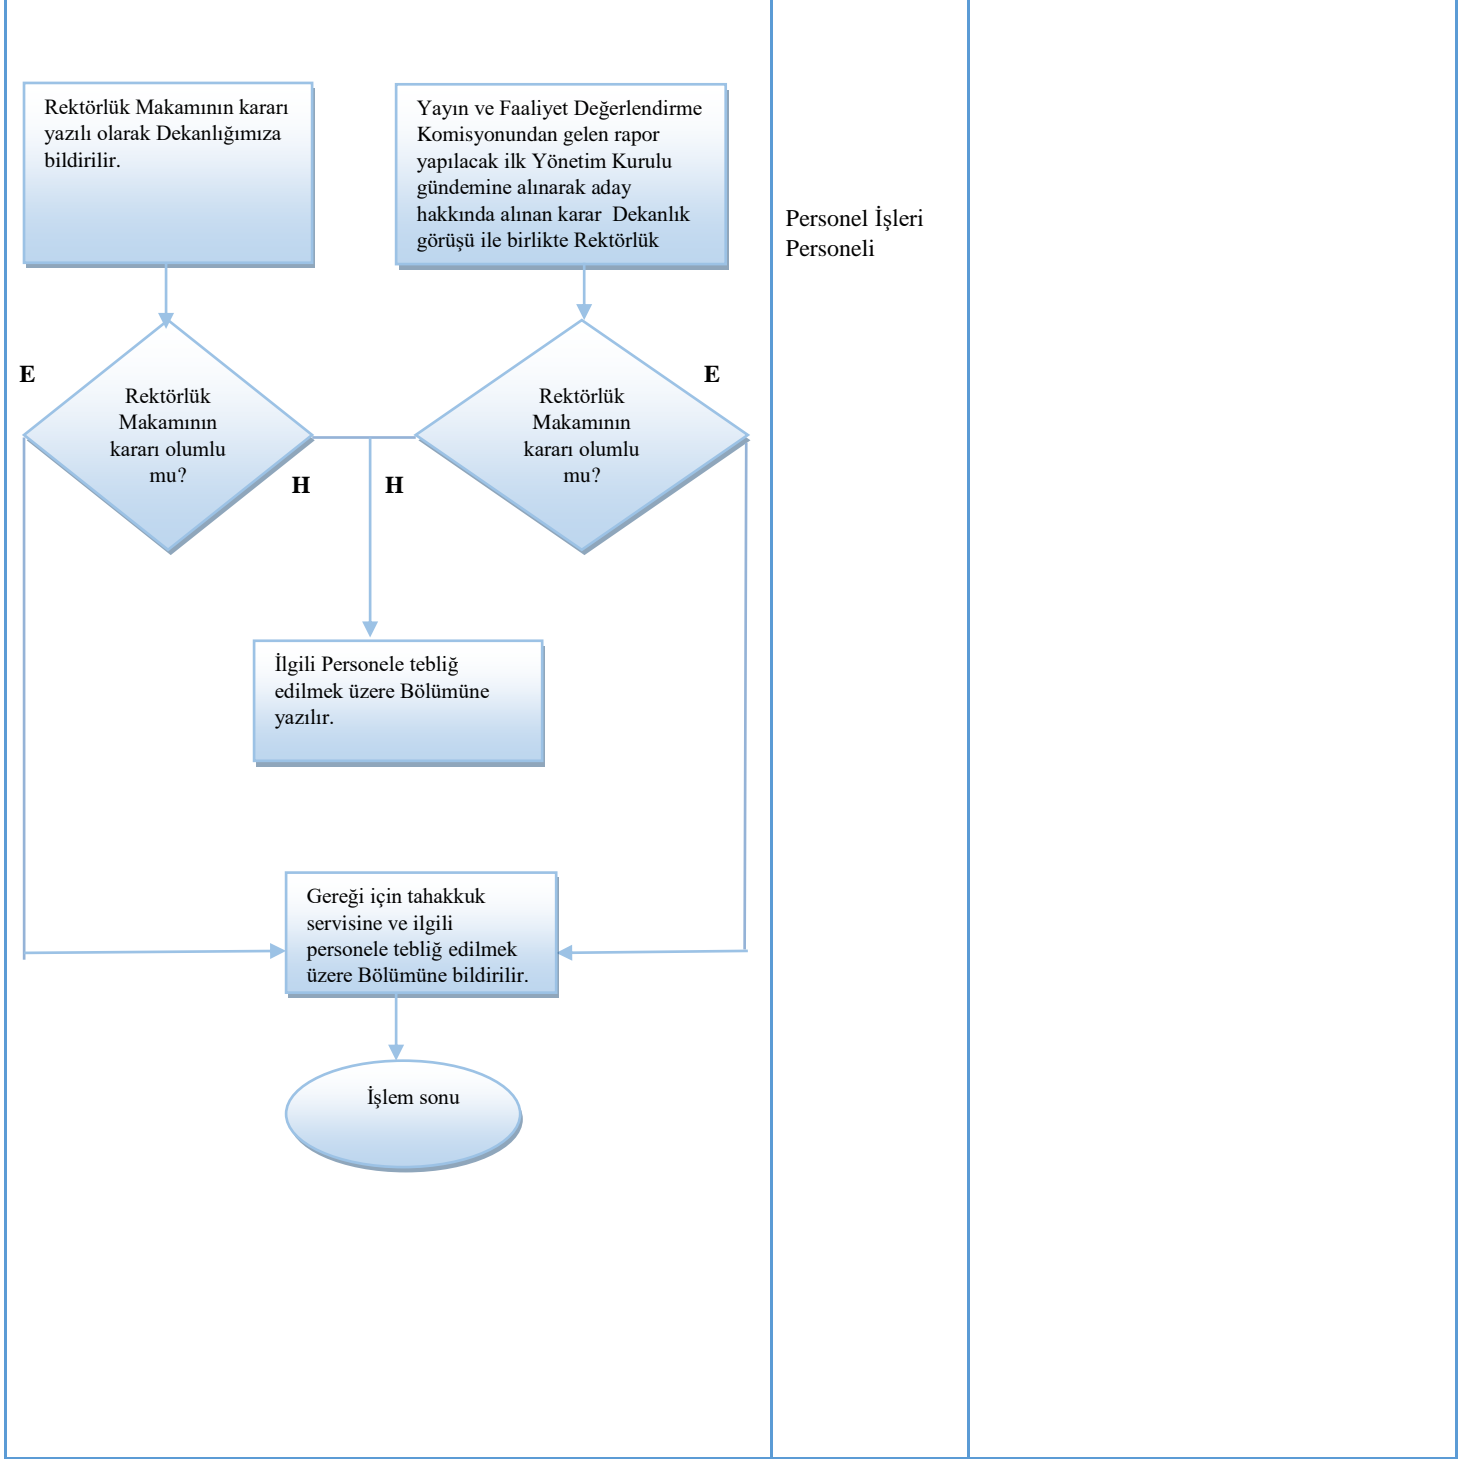 Rektörlük Makamının kararı
yazılı olarak Dekanlığımıza
bildirilir.
Yayın ve Faaliyet Değerlendirme
Komisyonundan gelen rapor
yapılacak ilk Yönetim Kurulu
gündemine alınarak aday
hakkında alınan karar  Dekanlık
görüşü ile birlikte Rektörlük
Personel İşleri
Personeli
E
Rektörlük
Makamının
kararı olumlu
mu?
H
E
Rektörlük
Makamının
kararı olumlu
mu?
H
İlgili Personele tebliğ
edilmek üzere Bölümüne
yazılır.
Gereği için tahakkuk
servisine ve ilgili
personele tebliğ edilmek
üzere Bölümüne bildirilir.
İşlem sonu